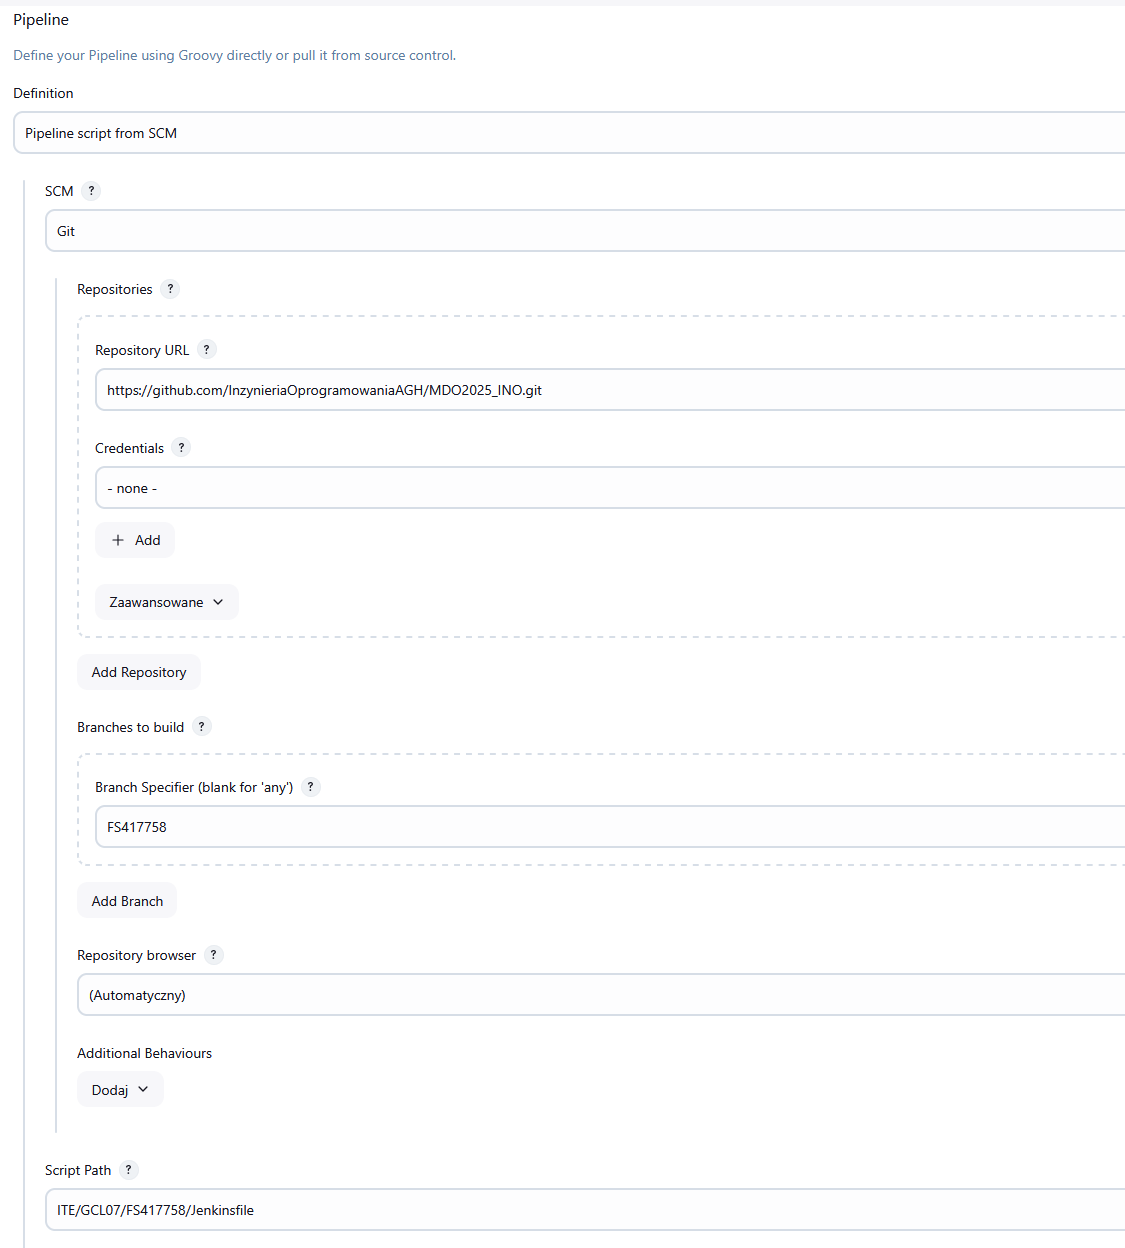 Pipeline
Define your Pipeline using Groovy directly or pull it from source control.
Definition
Pipeline script from SCM
SCM ?
Git
Repositories ?
Repository URL ?
https://github.com/InzynieriaOprogramowaniaAGH/MDO2025_INO.git
Credentials ?
- none -
+ Add
Zaawansowane
Add Repository
Branches to build ?
Branch Specifier (blank for 'any') ?
FS417758
Add Branch
Repository browser ?
(Automatyczny)
Additional Behaviours
Dodaj
Script Path ?
ITE/GCL07/FS417758/Jenkinsfile